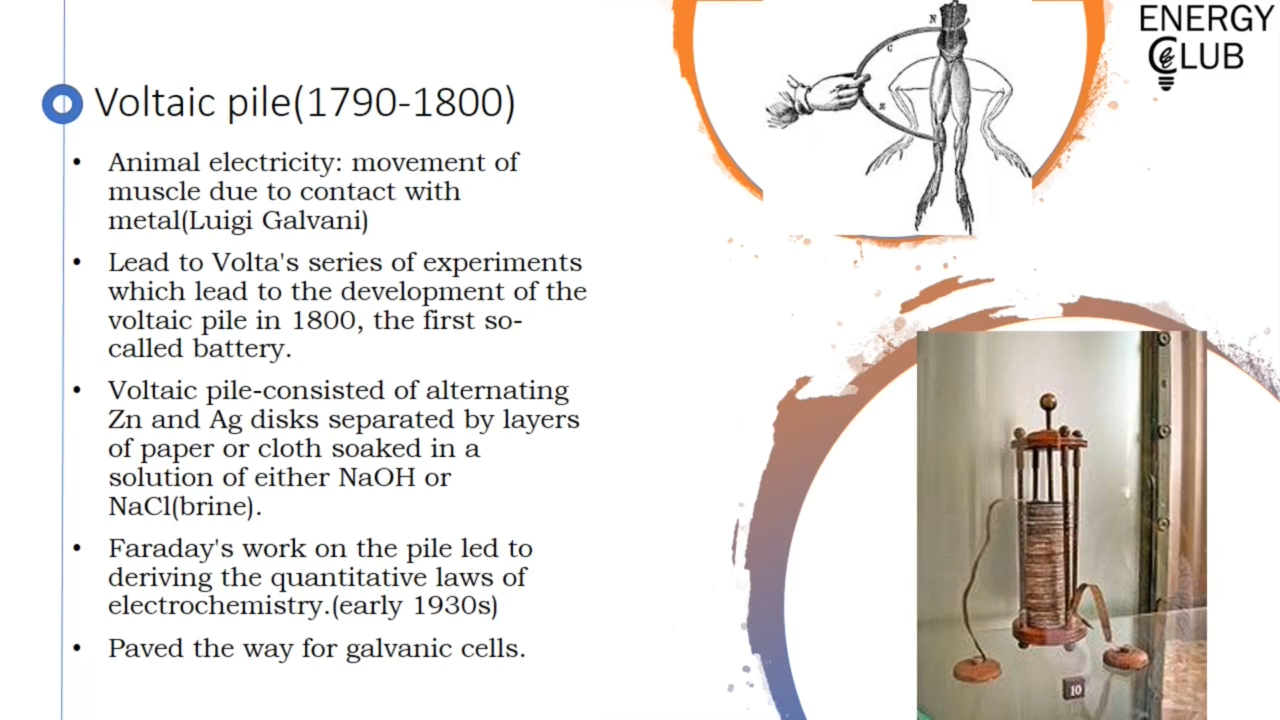 ENERGY
CLUB
Voltaic pile(1790-1800)
• Animal electricity: movement of
muscle due to contact with
metal(Luigi Galvani)
• Lead to Volta's series of experiments
which lead to the development of the
voltaic pile in 1800, the first so-
called battery.
• Voltaic pile-consisted of alternating
Zn and Ag disks separated by layers
of paper or cloth soaked in a
solution of either NaOH or
NaCl(brine).
• Faraday's work on the pile led to
deriving the quantitative laws of
electrochemistry.(early 1930s)
• Paved the way for galvanic cells.
N
C
Z
10